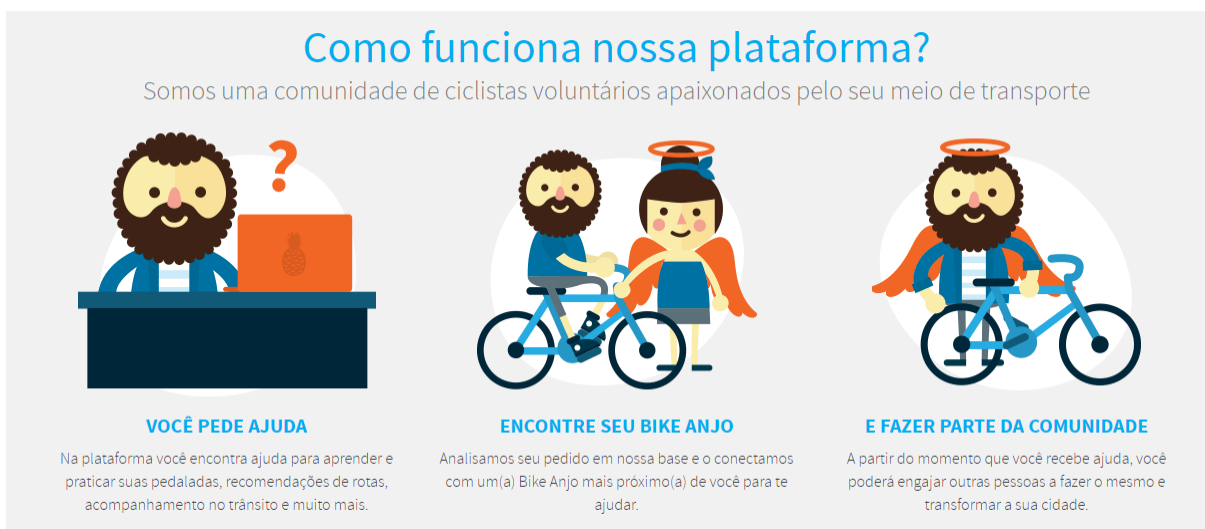 Como funciona nossa plataforma?
Somos uma comunidade de ciclistas voluntários apaixonados pelo seu meio de transporte
?
VOCÊ PEDE AJUDA
Na plataforma você encontra ajuda para aprender e
praticar suas pedaladas, recomendações de rotas,
acompanhamento no trânsito e muito mais.
ENCONTRE SEU BIKE ANJO
Analisamos seu pedido em nossa base e o conectamos
com um(a) Bike Anjo mais próximo(a) de você para te
ajudar.
E FAZER PARTE DA COMUNIDADE
A partir do momento que você recebe ajuda, você
poderá engajar outras pessoas a fazer o mesmo e
transformar a sua cidade.